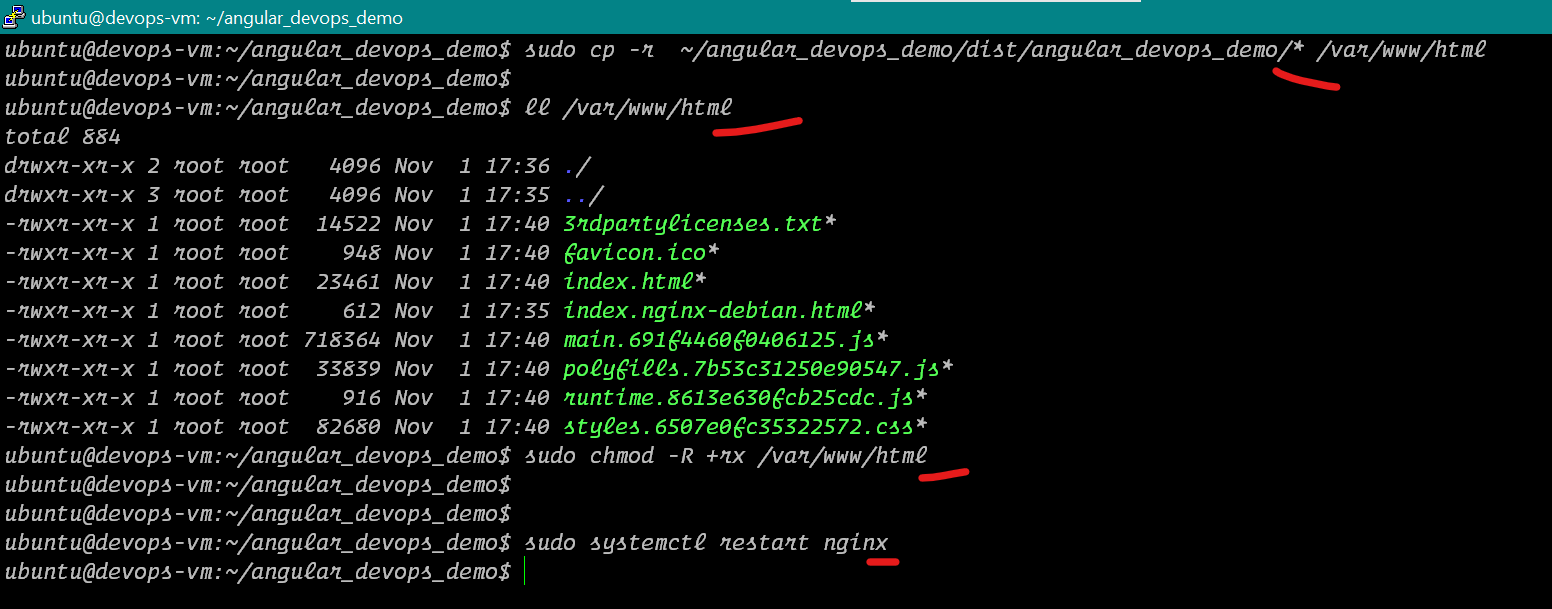 ubuntu@devops-vm: ~/angular_devops_demo
ubuntu@devops-vm:~/angular_devops_demo$ sudo cp -r  ~/angular_devops_demo/dist/angular_devops_demo/* /var/www/html
ubuntu@devops-vm:~/angular_devops_demo$
ubuntu@devops-vm:~/angular_devops_demo$ ll /var/www/html
total 884
drwxr-xr-x 2 root root   4096 Nov  1 17:36 ./
drwxr-xr-x 3 root root   4096 Nov  1 17:35 ../
-rwxr-xr-x 1 root root  14522 Nov  1 17:40 3rdpartylicenses.txt*
-rwxr-xr-x 1 root root    948 Nov  1 17:40 favicon.ico*
-rwxr-xr-x 1 root root  23461 Nov  1 17:40 index.html*
-rwxr-xr-x 1 root root    612 Nov  1 17:35 index.nginx-debian.html*
-rwxr-xr-x 1 root root 718364 Nov  1 17:40 main.691f4460f0406125.js*
-rwxr-xr-x 1 root root  33839 Nov  1 17:40 polyfills.7b53c31250e90547.js*
-rwxr-xr-x 1 root root    916 Nov  1 17:40 runtime.8613e630fcb25cdc.js*
-rwxr-xr-x 1 root root  82680 Nov  1 17:40 styles.6507e0fc35322572.css*
ubuntu@devops-vm:~/angular_devops_demo$ sudo chmod -R +rx /var/www/html
ubuntu@devops-vm:~/angular_devops_demo$
ubuntu@devops-vm:~/angular_devops_demo$
ubuntu@devops-vm:~/angular_devops_demo$ sudo systemctl restart nginx
ubuntu@devops-vm:~/angular_devops_demo$